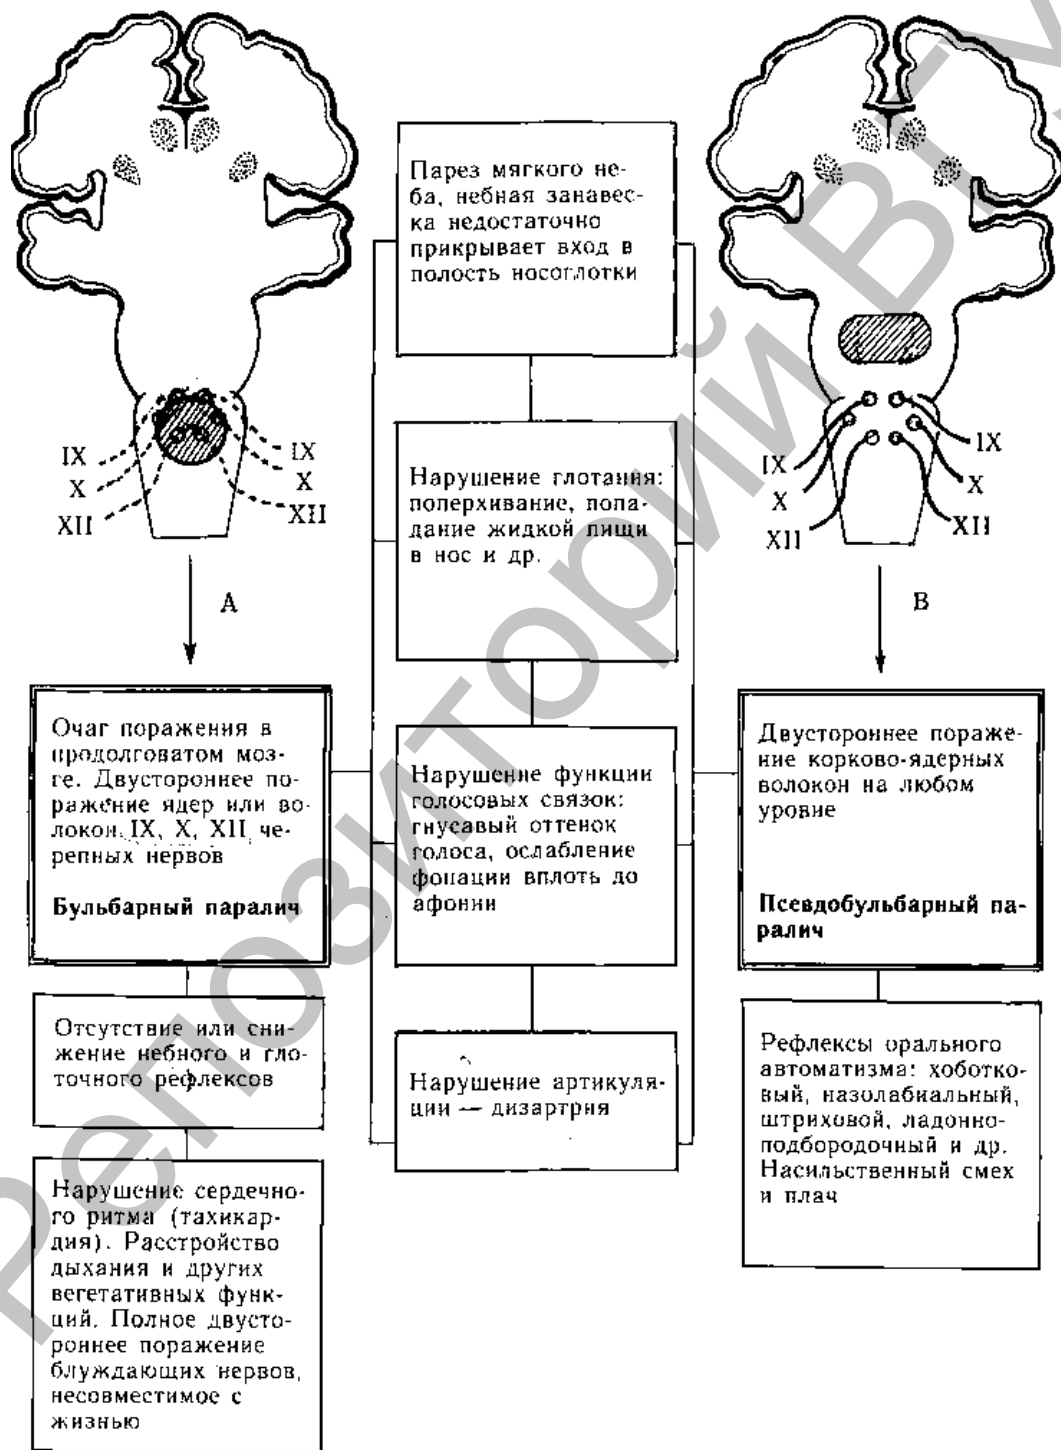 Парез мягкого не-
ба, небная занавес-
ка недостаточно
прикрывает вход в
полость носоглотки
IX
X
XII
IX
X
XII
Нарушение глотания:
поперхивание, попа-
дание жидкой пищи
в нос и др.
IX
X
XII
IX
X
XII
A
B
Очаг поражения в
продолговатом моз-
ге. Двустороннее по-
ражение ядер или во-
локон IX, X, XII че-
репных нервов
Бульбарный паралич
Нарушение функции
голосовых связок:
гнусавый оттенок
голоса, ослабление
фонации вплоть до
афонии
Двустороннее пораже-
ние корково-ядерных
волокон на любом
уровне
Псевдобульбарный па-
ралич
Отсутствие или сни-
жение небного и гло-
точного рефлексов
Нарушение артикуля-
ции — дизартрия
Рефлексы орального
автоматизма: хоботко-
вый, назолабиальный,
штриховой, ладонно-
подбородочный и др.
Насильственный смех
и плач
Нарушение сердечно-
го ритма (тахикар-
дия). Расстройство
дыхания и других
вегетативных функ-
ций. Полное двусто-
роннее поражение
блуждающих нервов,
несовместимое с
жизнью
Репозиторий ВГУ